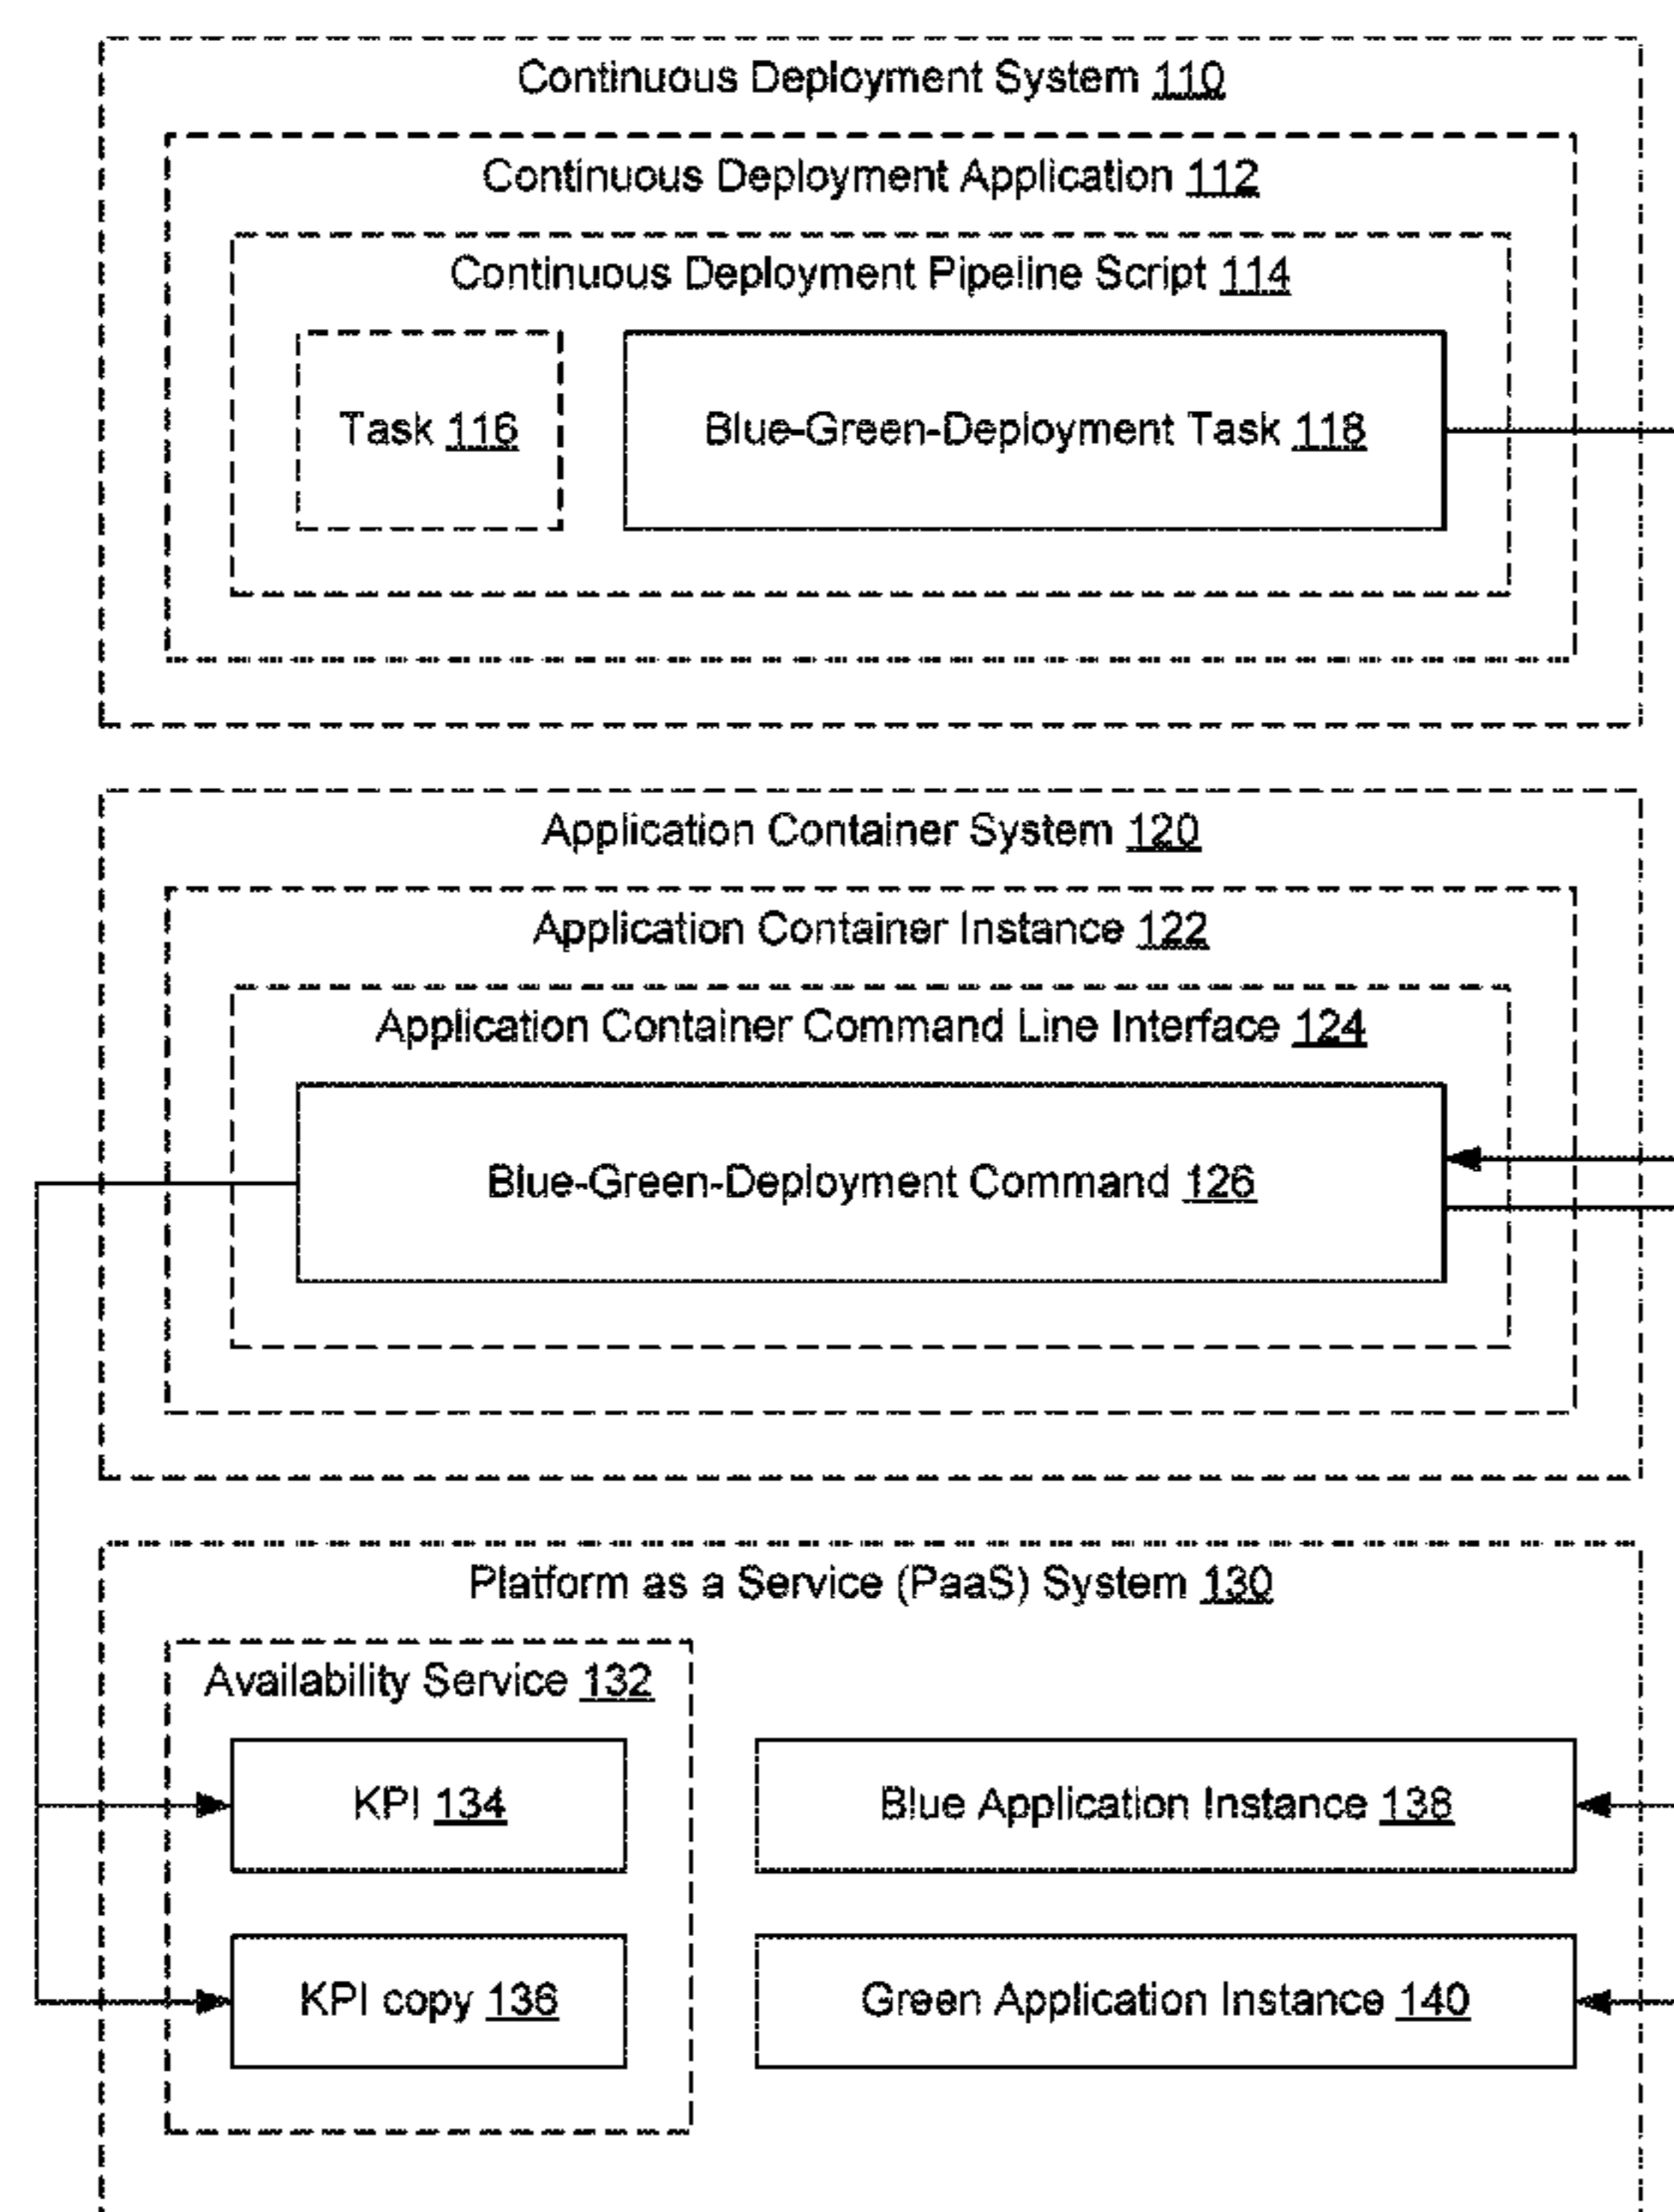 Continuous Deployment System 110
Continuous Deployment Application 112
Continuous Deployment Pipeline Script 114
Task 116
Blue-Green-Deployment Task 118
Application Container System 120
Application Container Instance 122
Application Container Command Line Interface 124
Blue-Green-Deployment Command 126
Platform as a Service (PaaS) System 130
Availability Service 132
KPI 134
Blue Application Instance 138
KPI copy 136
Green Application Instance 140